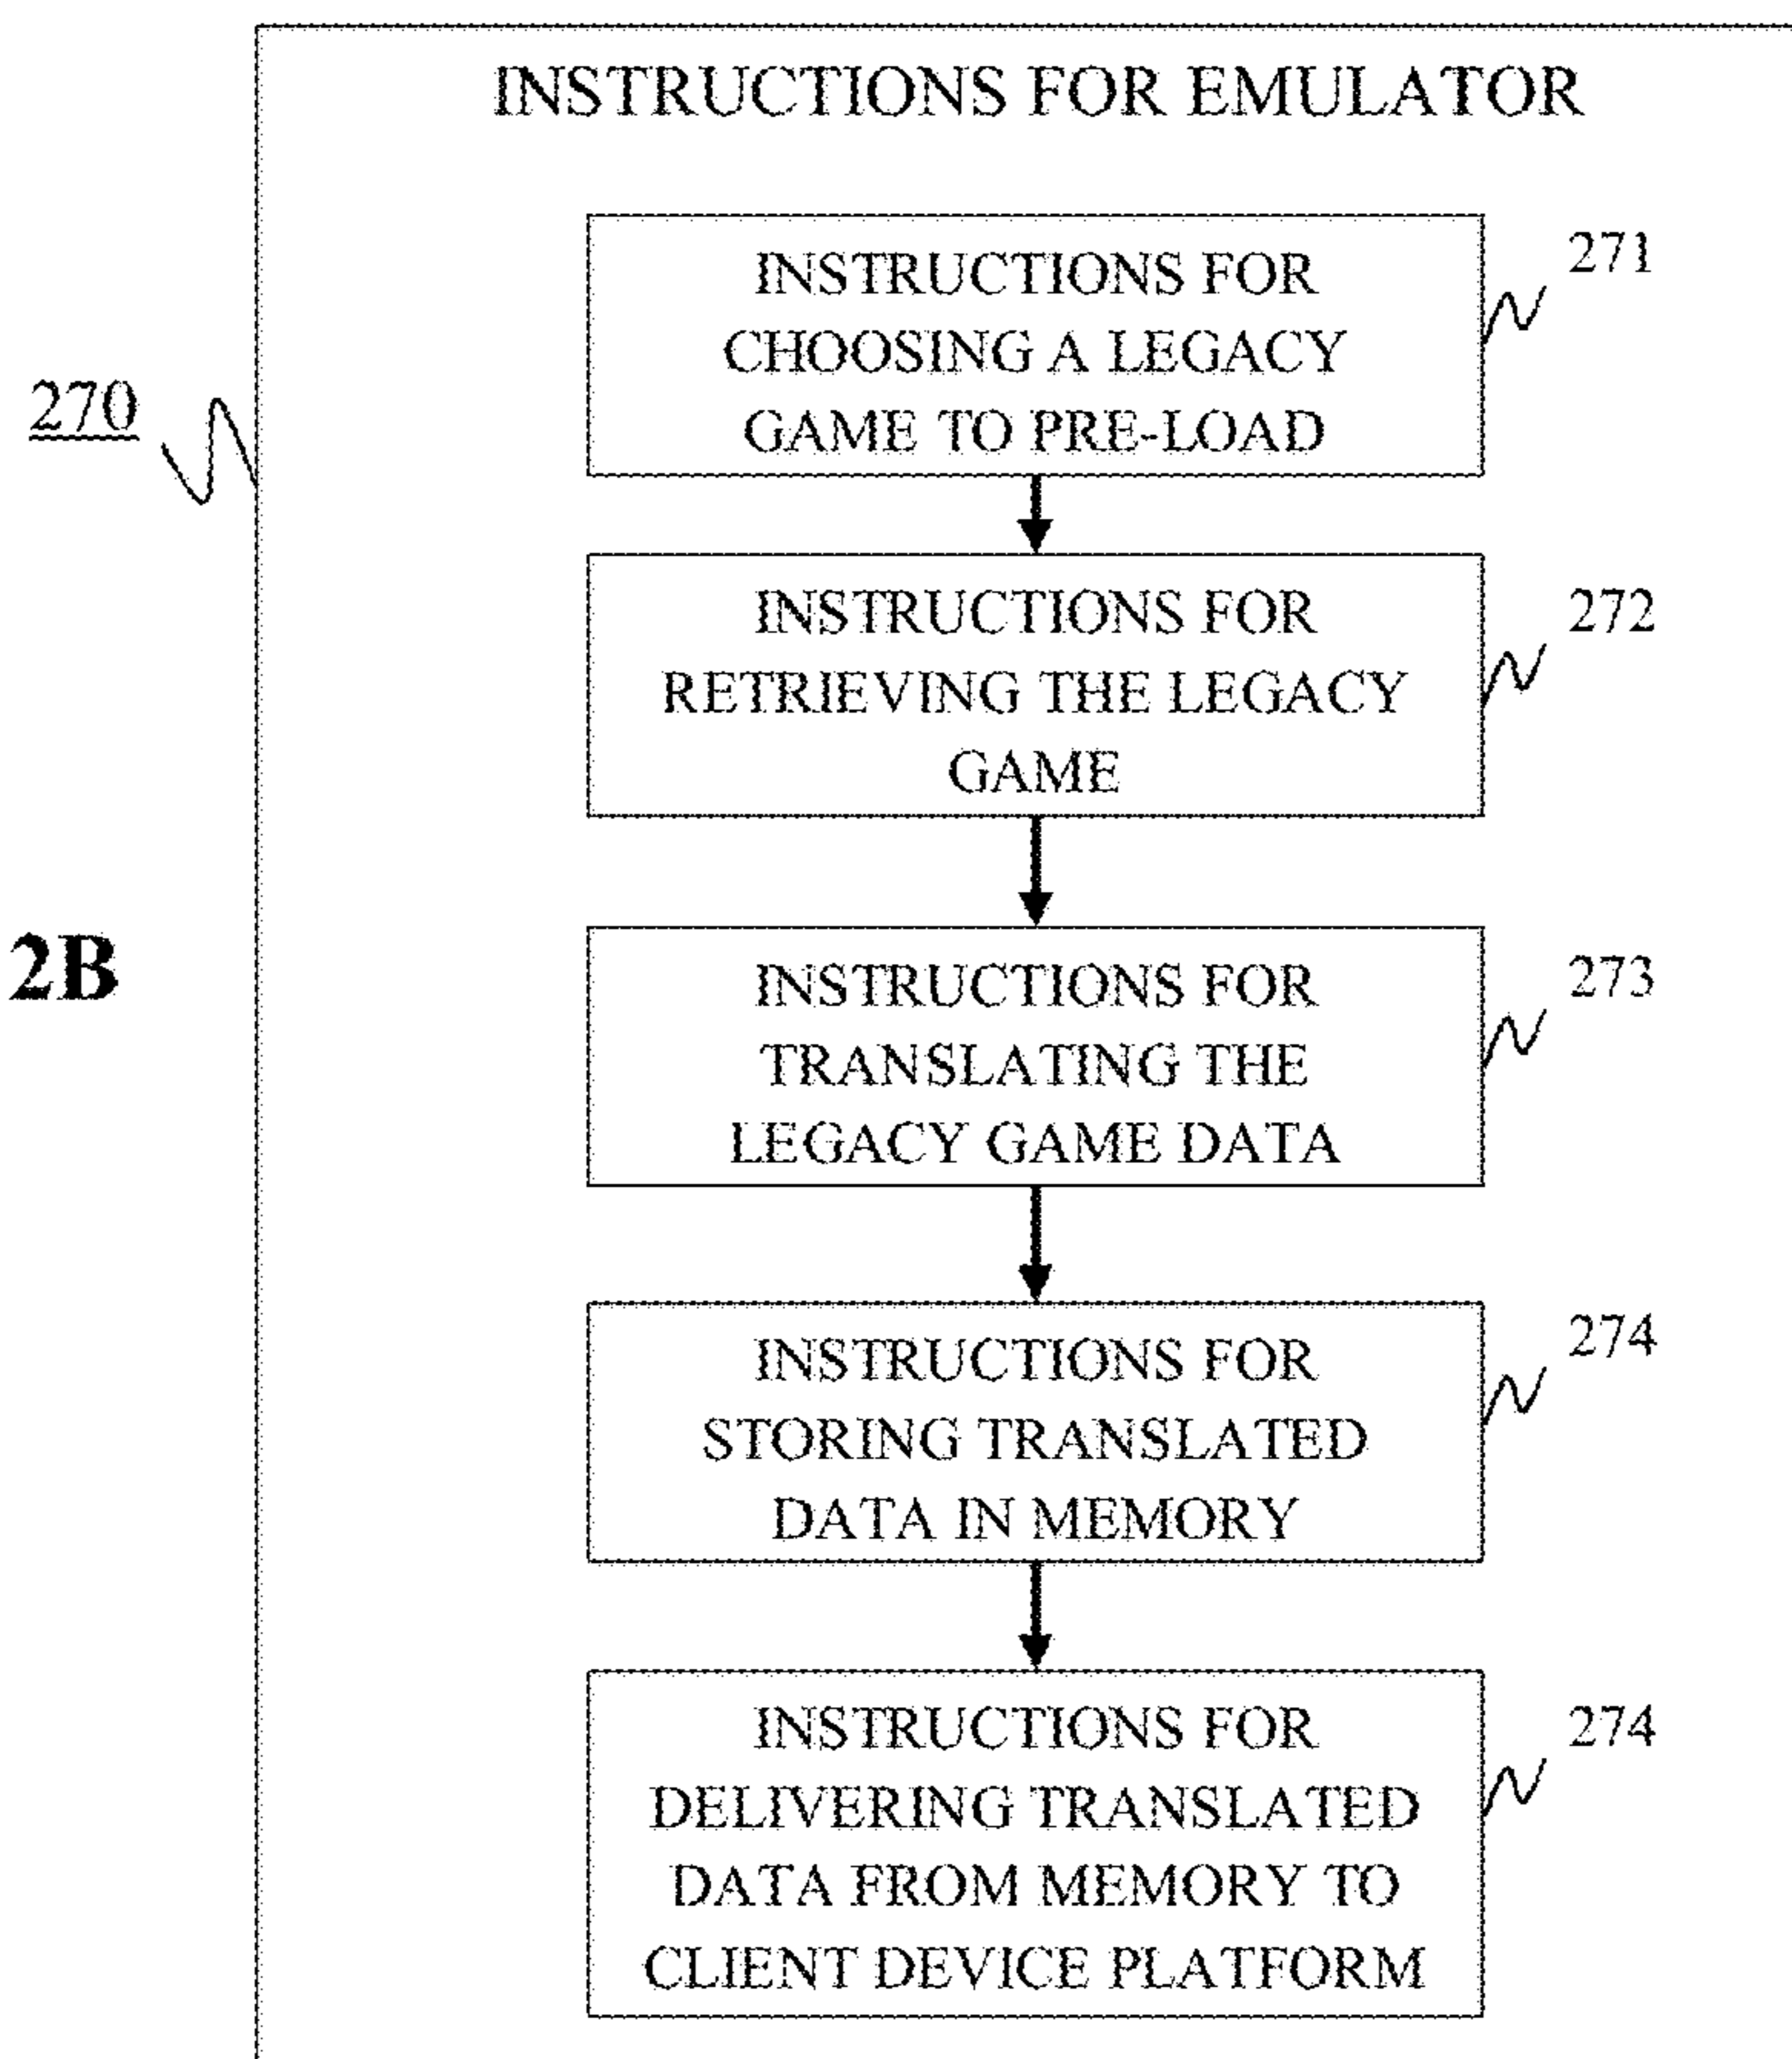 INSTRUCTIONS FOR EMULATOR
INSTRUCTIONS FOR
CHOOSING A LEGACY
GAME TO PRE-LOAD
271
270
INSTRUCTIONS FOR
RETRIEVING THE LEGACY
GAME
272
2B
INSTRUCTIONS FOR
TRANSLATING THE
LEGACY GAME DATA
273
INSTRUCTIONS FOR
STORING TRANSLATED
DATA IN MEMORY
274
INSTRUCTIONS FOR
DELIVERING TRANSLATED
DATA FROM MEMORY TO
CLIENT DEVICE PLATFORM
274